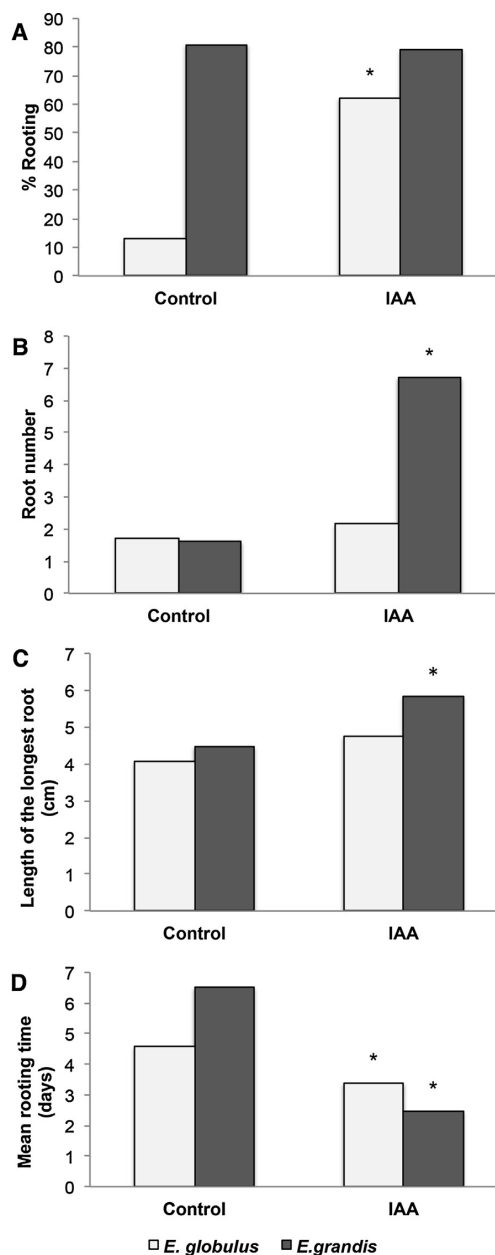 A
% Rooting
90
80
70
60
50
40
30
20
10
0
*
Control IAA
B
Root number
8
7
6
5
4
3
2
1
0
*
Control IAA
C
Length of the longest root
(cm)
7
6
5
4
3
2
1
0
*
Control IAA
D
Mean rooting time
(days)
7
6
5
4
3
2
1
0
* *
Control IAA
E. globulus E.grandis